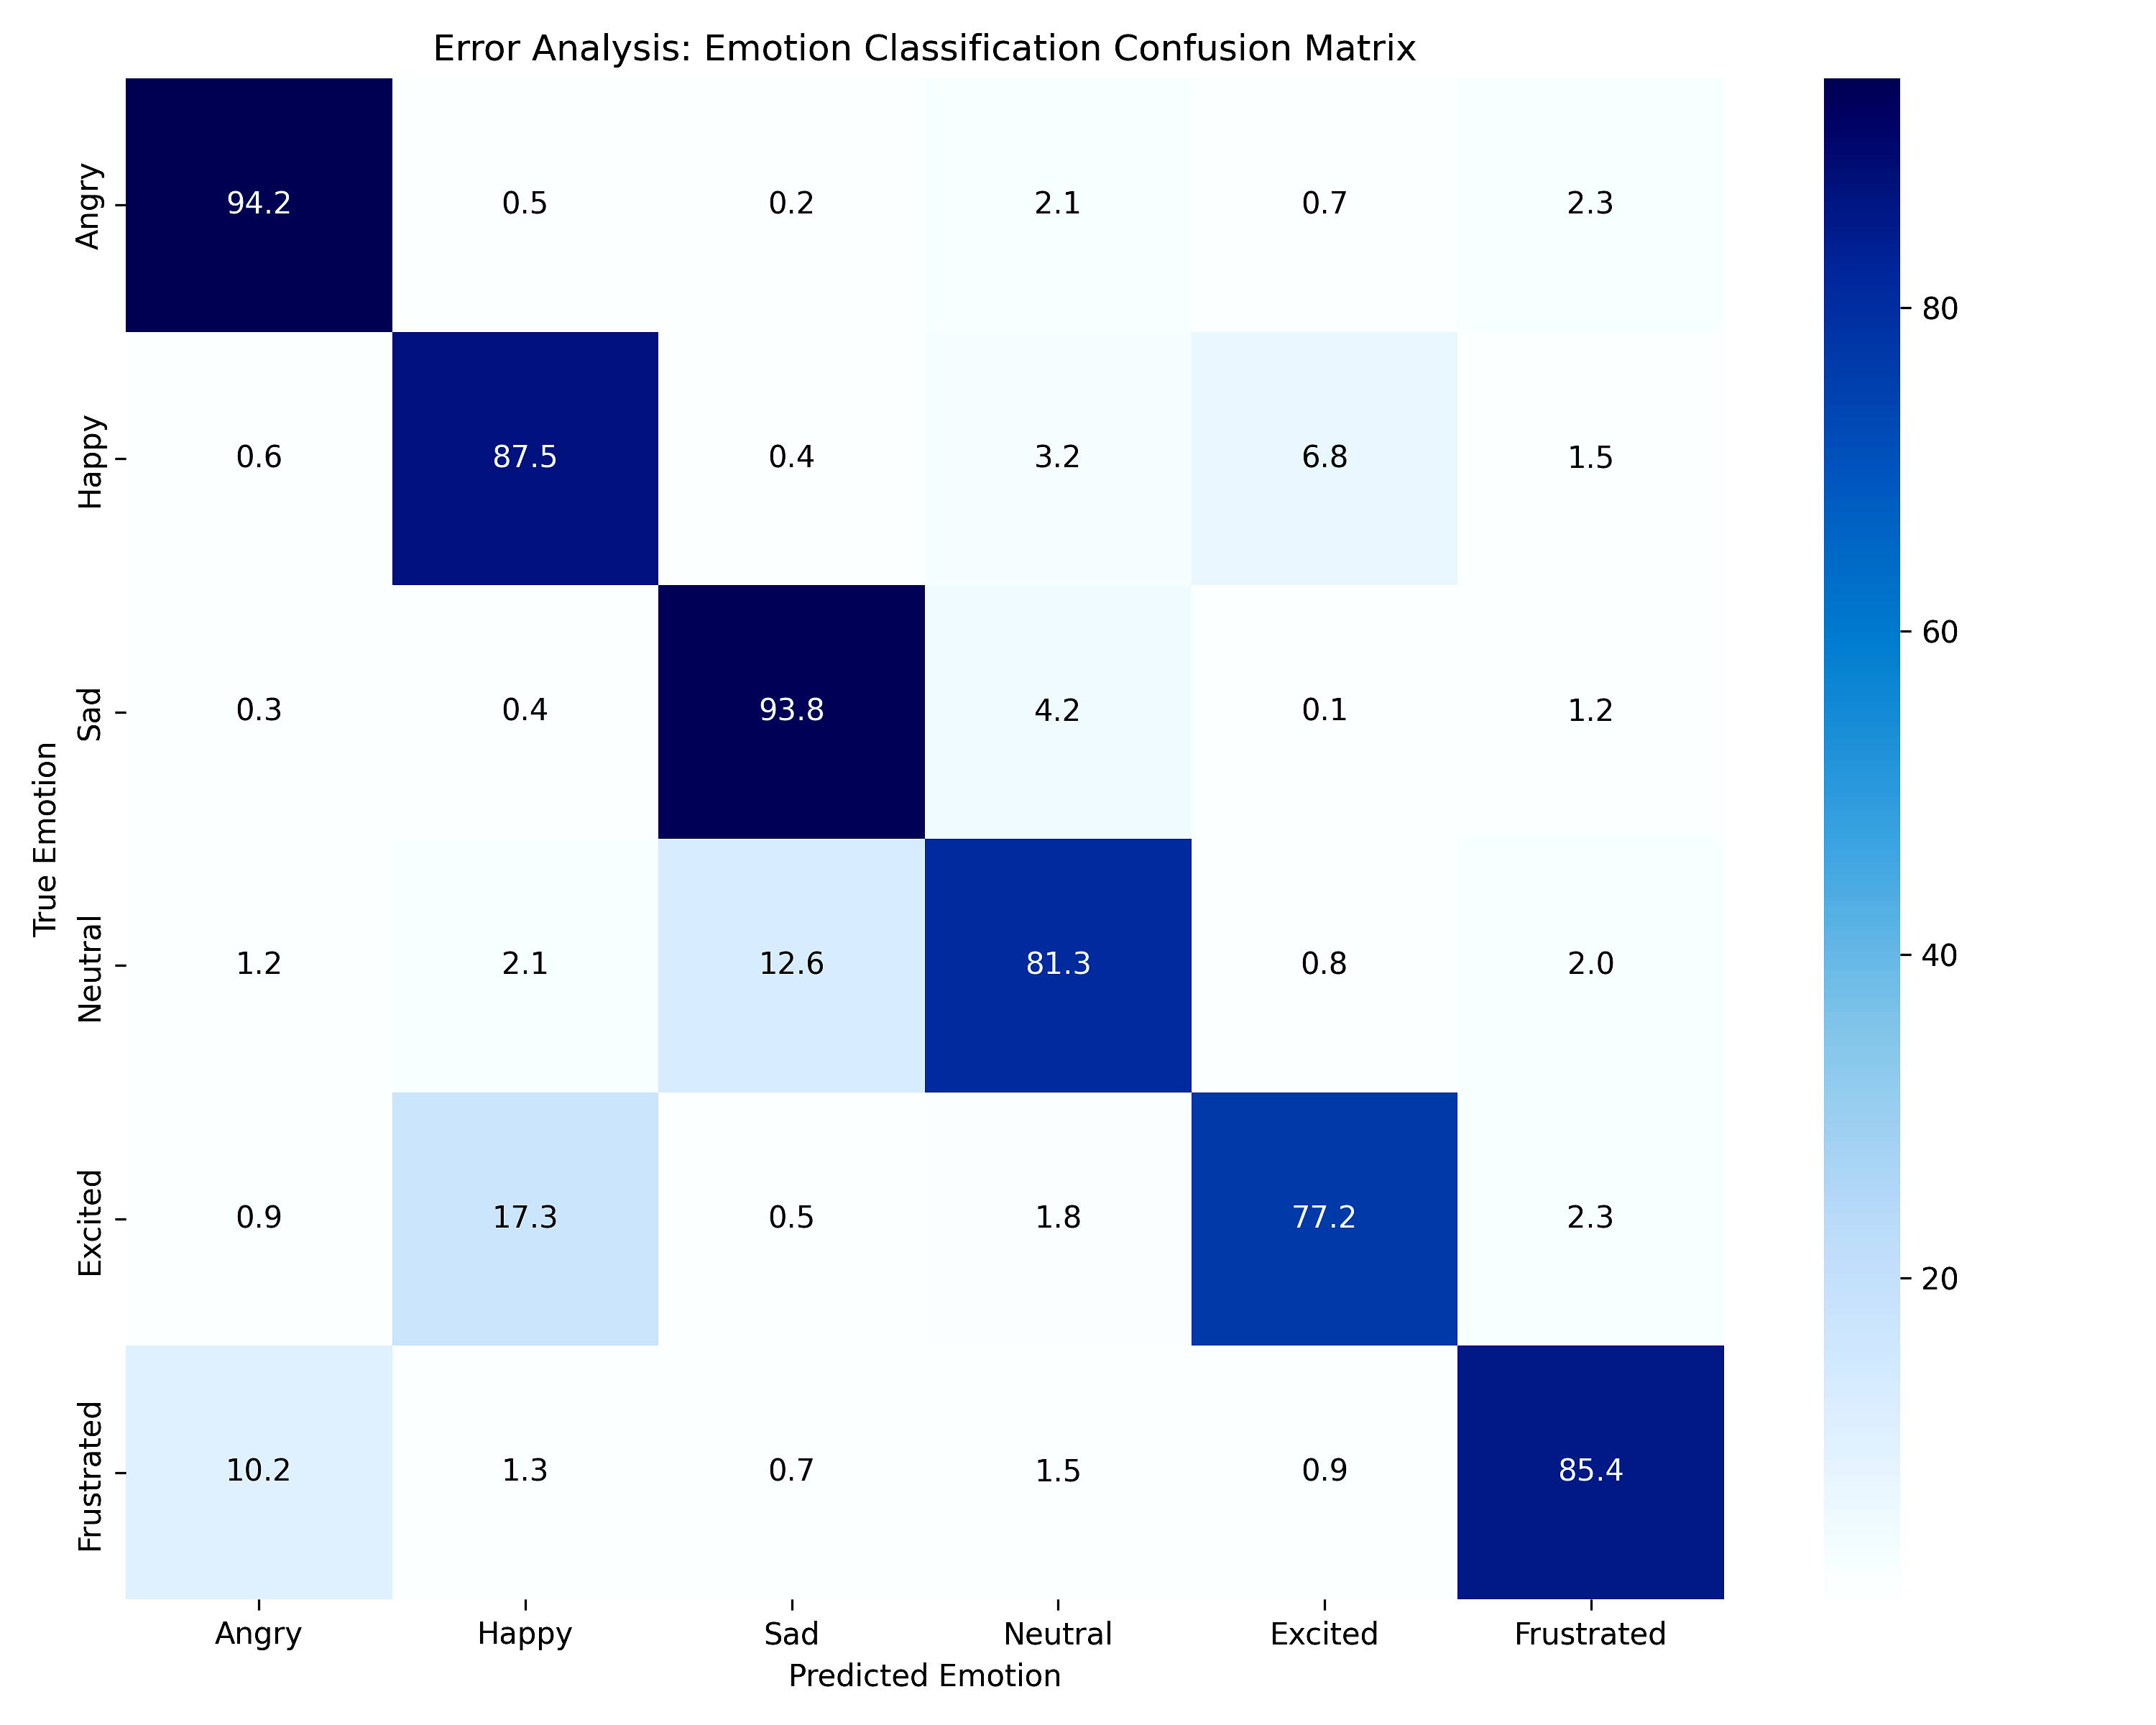 Error Analysis: Emotion Classification Confusion Matrix
Angry 94.2 0.5 0.2 2.1 0.7 2.3
Happy 0.6 87.5 0.4 3.2 6.8 1.5
Sad 0.3 0.4 93.8 4.2 0.1 1.2
Neutral 1.2 2.1 12.6 81.3 0.8 2.0
Excited 0.9 17.3 0.5 1.8 77.2 2.3
Frustrated 10.2 1.3 0.7 1.5 0.9 85.4
True Emotion
Angry Happy Sad Neutral Excited Frustrated
Predicted Emotion
80
60
40
20